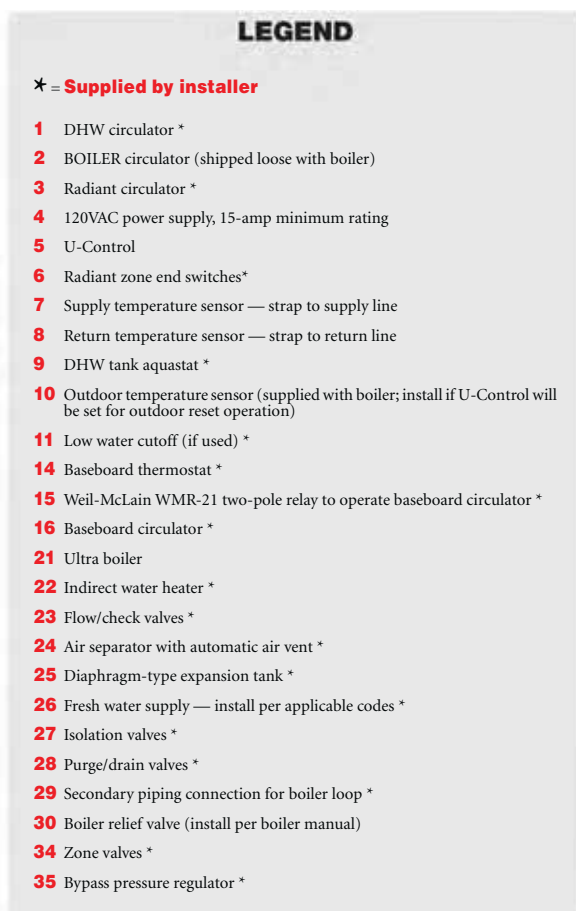 LEGEND
* = Supplied by installer
1 DHW circulator *
2 BOILER circulator (shipped loose with boiler)
3 Radiant circulator *
4 120VAC power supply, 15-amp minimum rating
5 U-Control
6 Radiant zone end switches*
7 Supply temperature sensor — strap to supply line
8 Return temperature sensor — strap to return line
9 DHW tank aquastat *
10 Outdoor temperature sensor (supplied with boiler; install if U-Control will
be set for outdoor reset operation)
11 Low water cutoff (if used) *
14 Baseboard thermostat *
15 Weil-McLain WMR-21 two-pole relay to operate baseboard circulator *
16 Baseboard circulator *
21 Ultra boiler
22 Indirect water heater *
23 Flow/check valves *
24 Air separator with automatic air vent *
25 Diaphragm-type expansion tank *
26 Fresh water supply — install per applicable codes *
27 Isolation valves *
28 Purge/drain valves *
29 Secondary piping connection for boiler loop *
30 Boiler relief valve (install per boiler manual)
34 Zone valves *
35 Bypass pressure regulator *